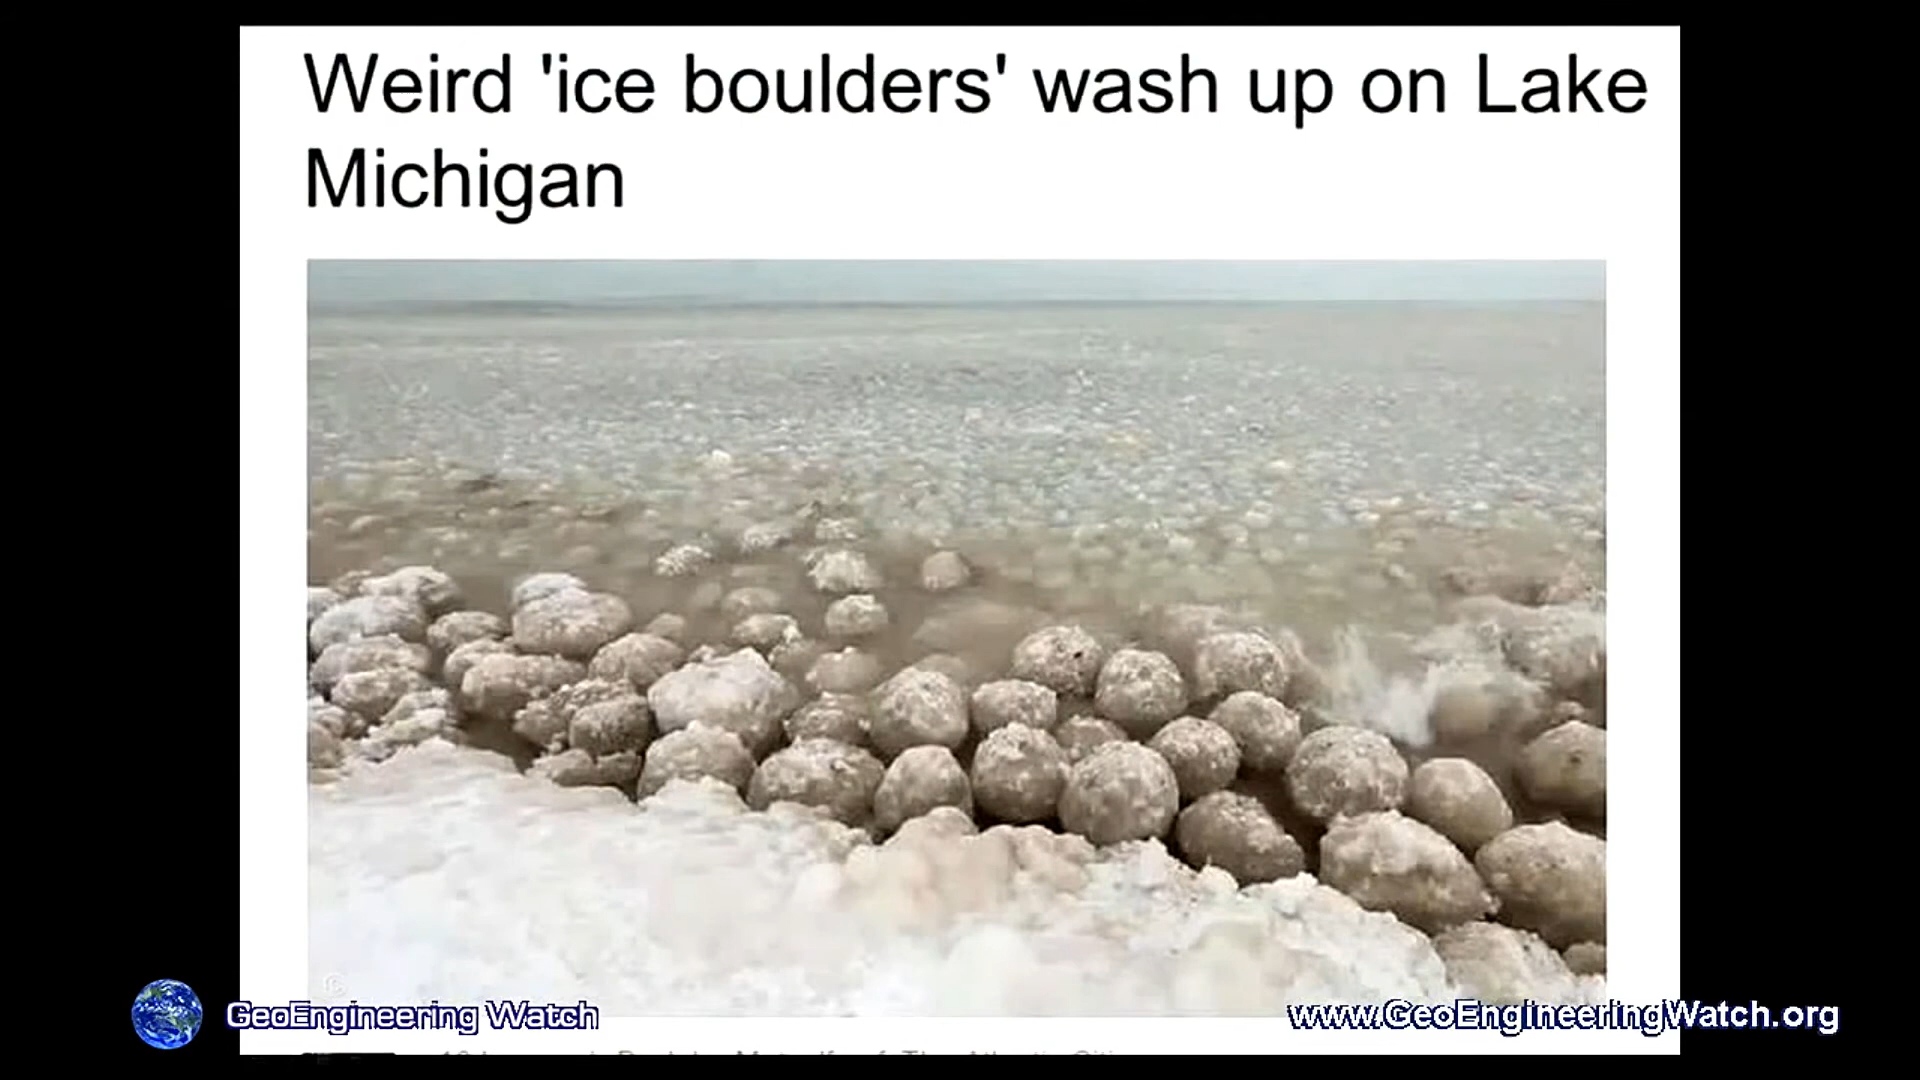 Weird 'ice boulders' wash up on Lake
Michigan
GeoEngineering Watch
www.GeoEngineeringWatch.org